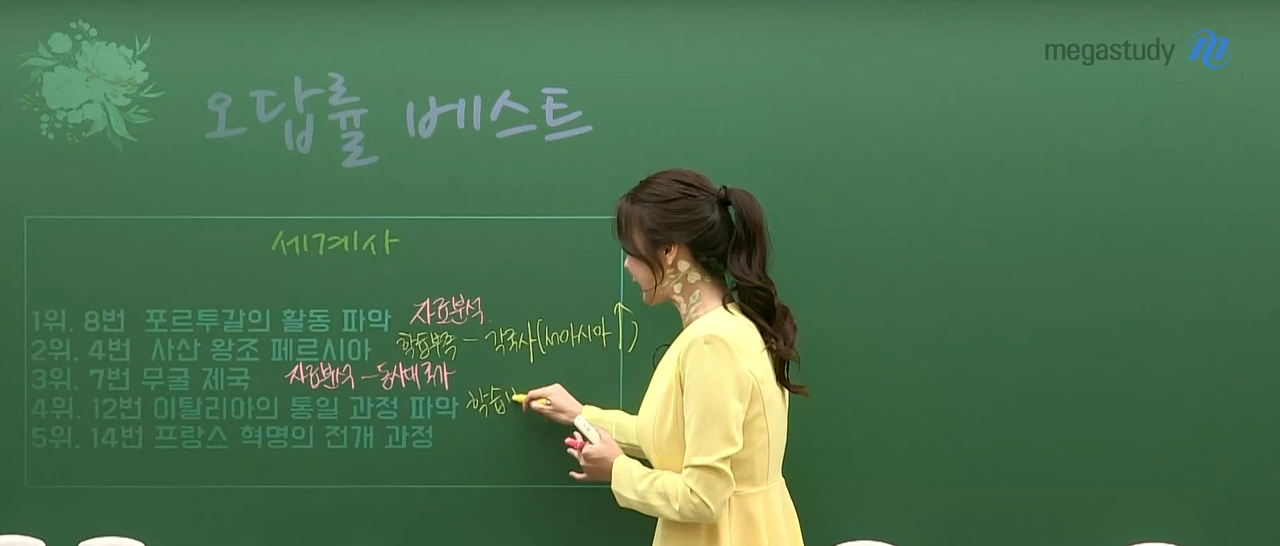 megastudy
오답률 베스트
세계사
1위. 8번 포르투갈의 활동 파악 자료분석
2위. 4번 사산 왕조 페르시아 학습부족 - 각국사(서아시아↑)
3위. 7번 무굴 제국 자료분석 - 동시대 국가
4위. 12번 이탈리아의 통일 과정 파악 학습
5위. 14번 프랑스 혁명의 전개 과정